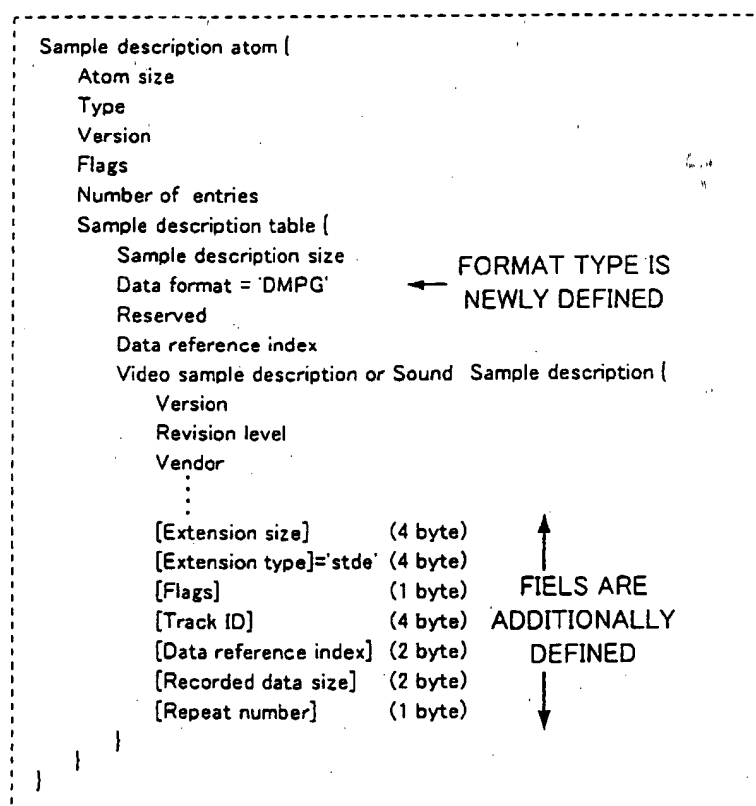 Sample description atom {
Atom size
Type
Version
Flags
Number of entries
Sample description table {
Sample description size
Data format = 'DMPG'
Reserved
Data reference index
Video sample description or Sound Sample description {
Version
Revision level
Vendor
[Extension size] (4 byte)
[Extension type]='stde' (4 byte)
[Flags] (1 byte)
[Track ID] (4 byte)
[Data reference index] (2 byte)
[Recorded data size] (2 byte)
[Repeat number] (1 byte)
}
}
}
FORMAT TYPE IS
NEWLY DEFINED
FIELS ARE
ADDITIONALLY
DEFINED